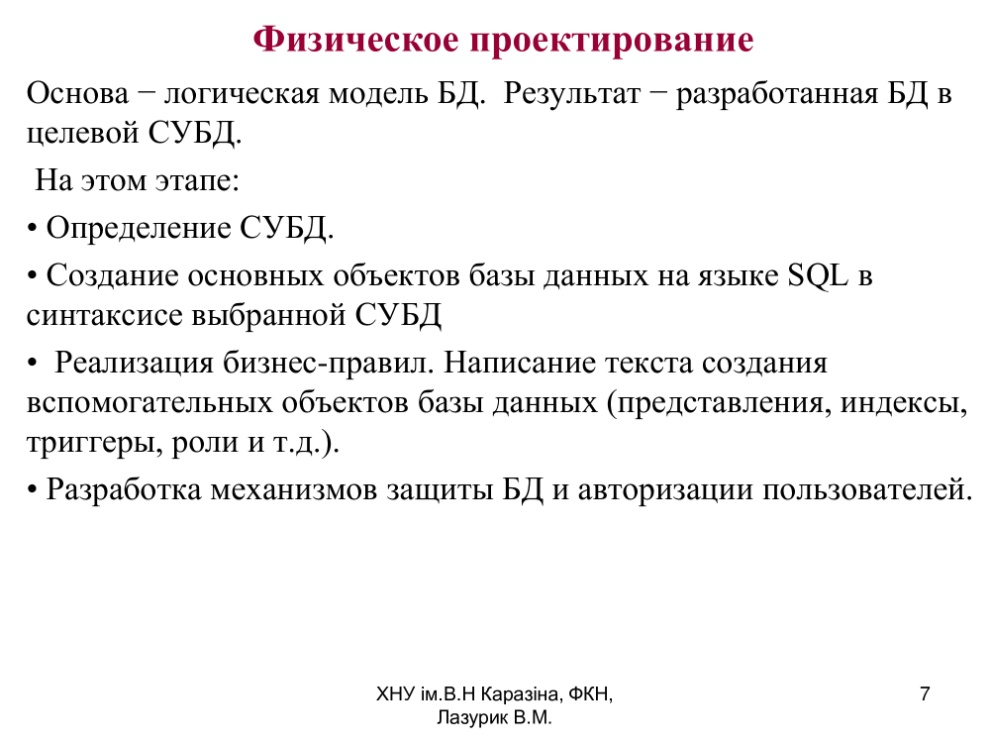 Физическое проектирование
Основа − логическая модель БД.  Результат − разработанная БД в
целевой СУБД.
На этом этапе:
• Определение СУБД.
• Создание основных объектов базы данных на языке SQL в
синтаксисе выбранной СУБД
•  Реализация бизнес-правил. Написание текста создания
вспомогательных объектов базы данных (представления, индексы,
триггеры, роли и т.д.).
• Разработка механизмов защиты БД и авторизации пользователей.
ХНУ ім.В.Н Каразіна, ФКН,
Лазурик В.М.
7